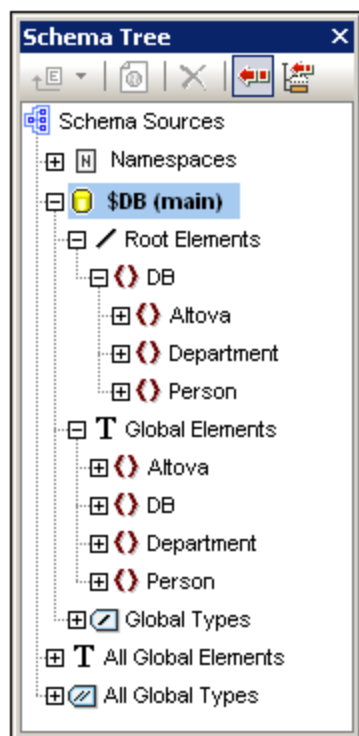 Schema Tree
Schema Sources
Namespaces
$DB (main)
Root Elements
DB
Altova
Department
Person
T Global Elements
Altova
DB
Department
Person
Global Types
T All Global Elements
All Global Types